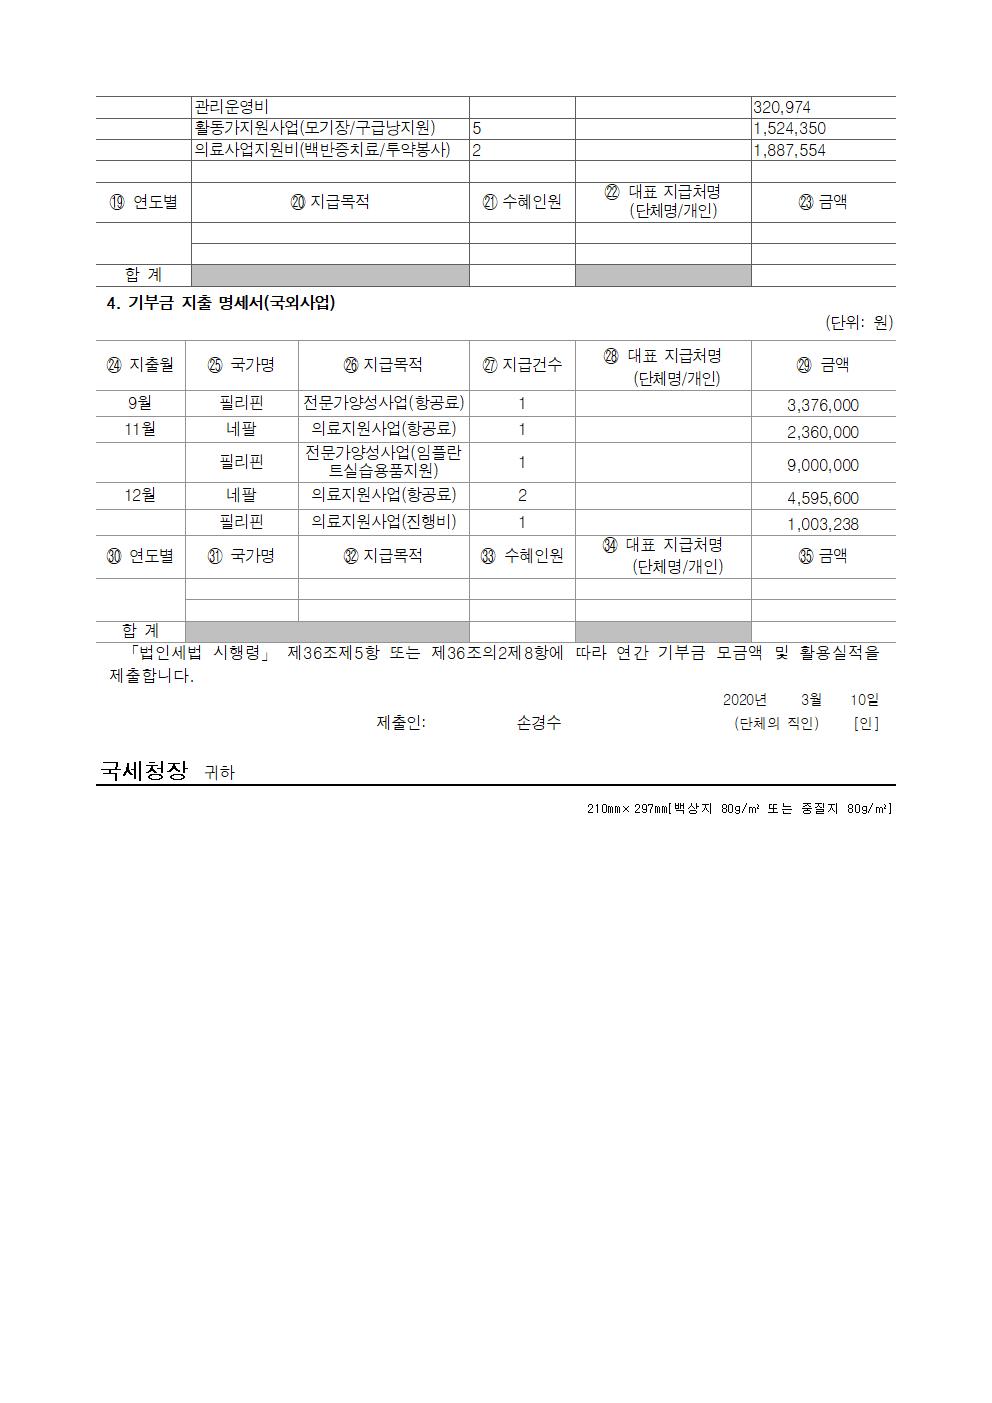 관리운영비 320,974
활동가지원사업(모기장/구급낭지원) 5 1,524,350
의료사업지원비(백반증치료/투약봉사) 2 1,887,554
⑲ 연도별 ⑳ 지급목적 ㉑ 수혜인원 ㉒ 대표 지급처명 (단체명/개인) ㉓ 금액
합 계
4. 기부금 지출 명세서(국외사업)
(단위: 원)
㉔ 지출월 ㉕ 국가명 ㉖ 지급목적 ㉗ 지급건수 ㉘ 대표 지급처명 (단체명/개인) ㉙ 금액
9월 필리핀 전문가양성사업(항공료) 1 3,376,000
11월 네팔 의료지원사업(항공료) 1 2,360,000
필리핀 전문가양성사업(임플란트실습용품지원) 1 9,000,000
12월 네팔 의료지원사업(항공료) 2 4,595,600
필리핀 의료지원사업(진행비) 1 1,003,238
㉚ 연도별 ㉛ 국가명 ㉜ 지급목적 ㉝ 수혜인원 ㉞ 대표 지급처명 (단체명/개인) ㉟ 금액
합 계
「법인세법 시행령」 제36조제5항 또는 제36조의2제8항에 따라 연간 기부금 모금액 및 활용실적을
제출합니다.
2020년 3월 10일
제출인: 손경수 (단체의 직인) [인]
국세청장 귀하
210㎜×297㎜[백상지 80g/㎡ 또는 중질지 80g/㎡]